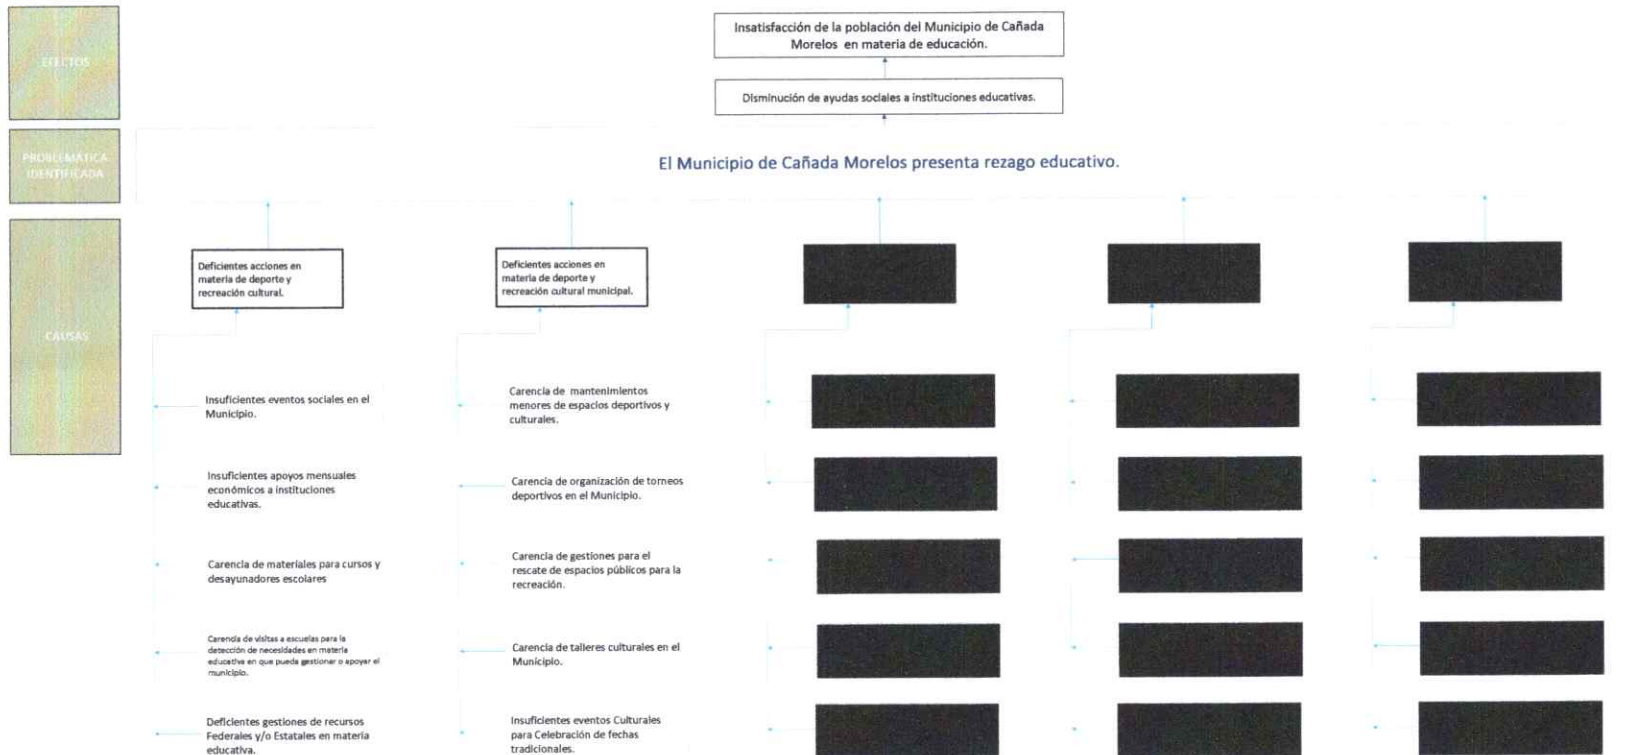 EFECTOS
Insatisfacción de la población del Municipio de Cañada
Morelos en materia de educación.
Disminución de ayudas sociales a instituciones educativas.
PROBLEMÁTICA
IDENTIFICADA
El Municipio de Cañada Morelos presenta rezago educativo.
CAUSAS
Deficientes acciones en
materia de deporte y
recreación cultural.
Insuficientes eventos sociales en el
Municipio.
Insuficientes apoyos mensuales
económicos a instituciones
educativas.
Carencia de materiales para cursos y
desayunadores escolares
Carencia de visitas a escuelas para la
detección de necesidades en materia
educativa en que pueda gestionar o apoyar el
municipio.
Deficientes gestiones de recursos
Federales y/o Estatales en materia
educativa.
Deficientes acciones en
materia de deporte y
recreación cultural municipal.
Carencia de mantenimientos
menores de espacios deportivos y
culturales.
Carencia de organización de torneos
deportivos en el Municipio.
Carencia de gestiones para el
rescate de espacios públicos para la
recreación.
Carencia de talleres culturales en el
Municipio.
Insuficientes eventos Culturales
para Celebración de fechas
tradicionales.